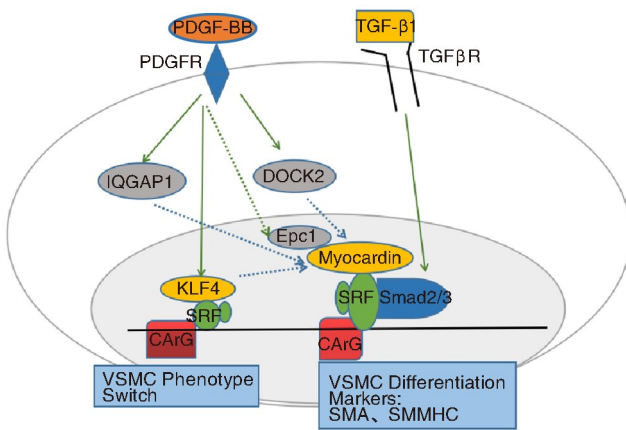 PDGF-BB
TGF-β1
PDGFR
TGFβR
IQGAP1
DOCK2
Epc1
Myocardin
KLF4
SRF
SRF
Smad2/3
CArG
CArG
VSMC Phenotype
Switch
VSMC Differentiation
Markers:
SMA、SMMHC